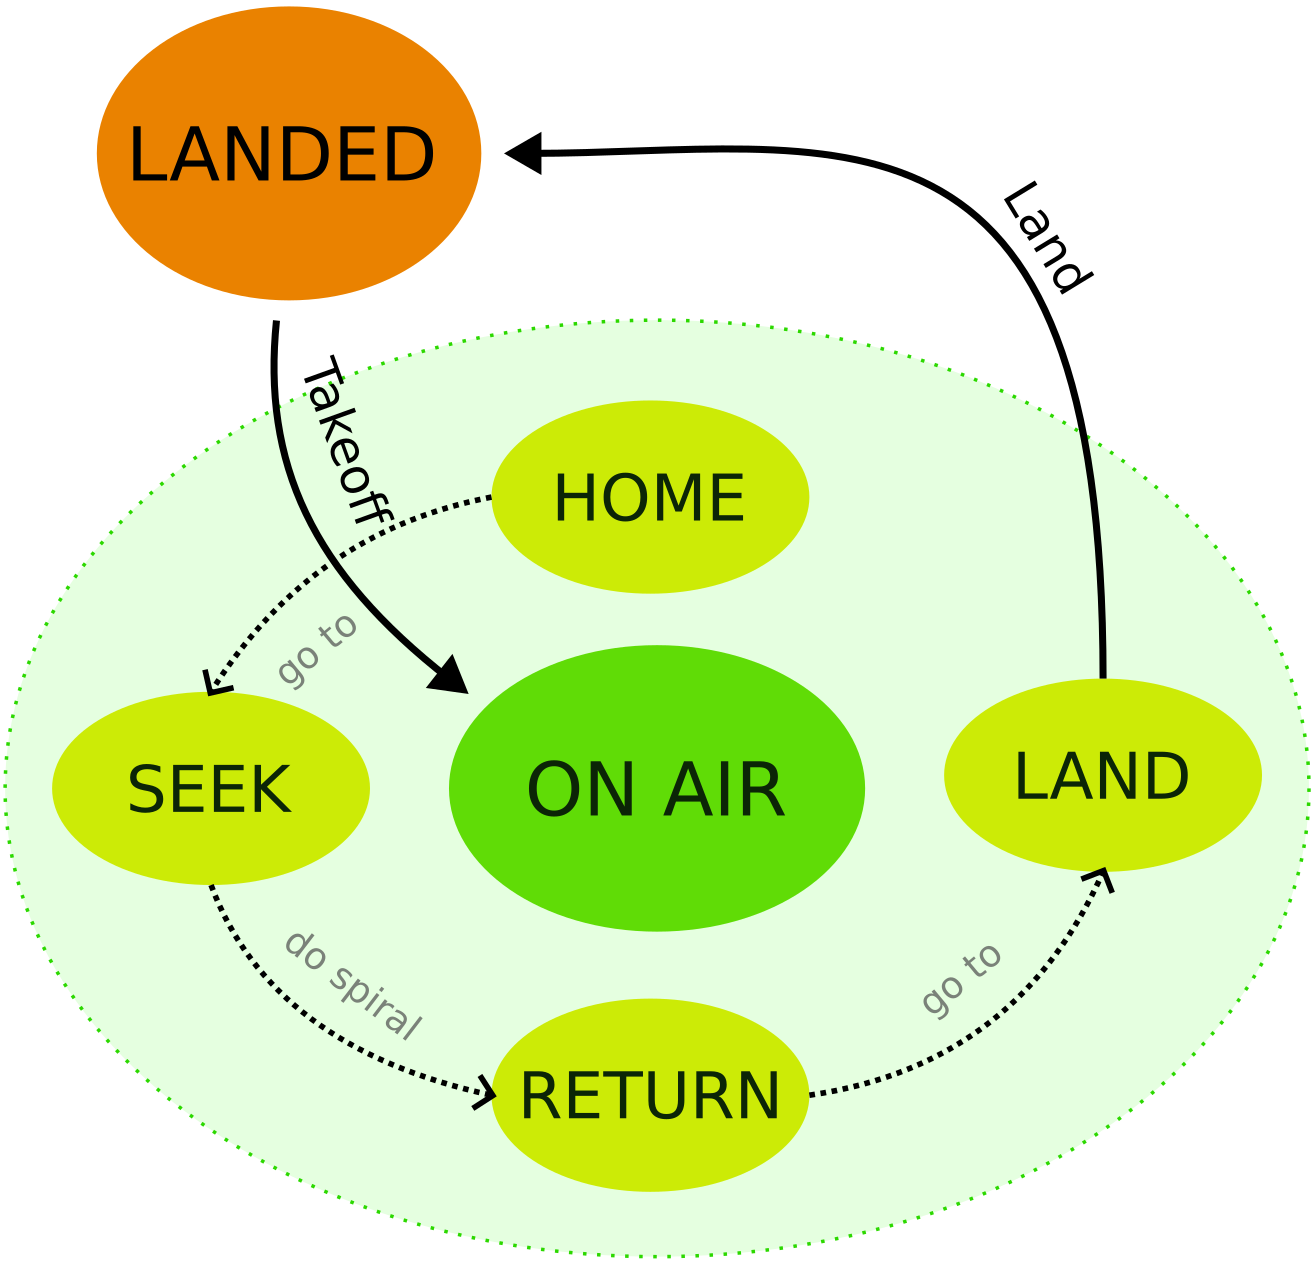 LANDED
Land
Takeoff
HOME
go to
SEEK
ON AIR
LAND
do spiral
go to
RETURN